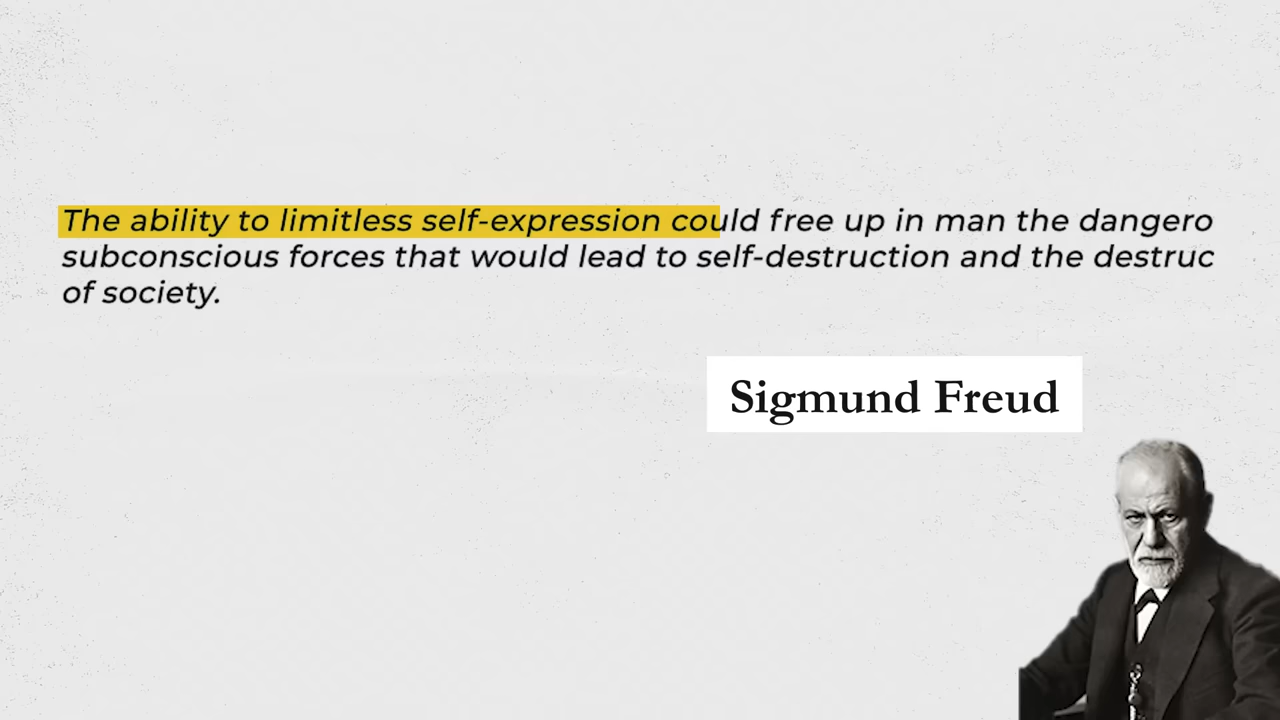 The ability to limitless self-expression could free up in man the dangero
subconscious forces that would lead to self-destruction and the destruc
of society.
Sigmund Freud